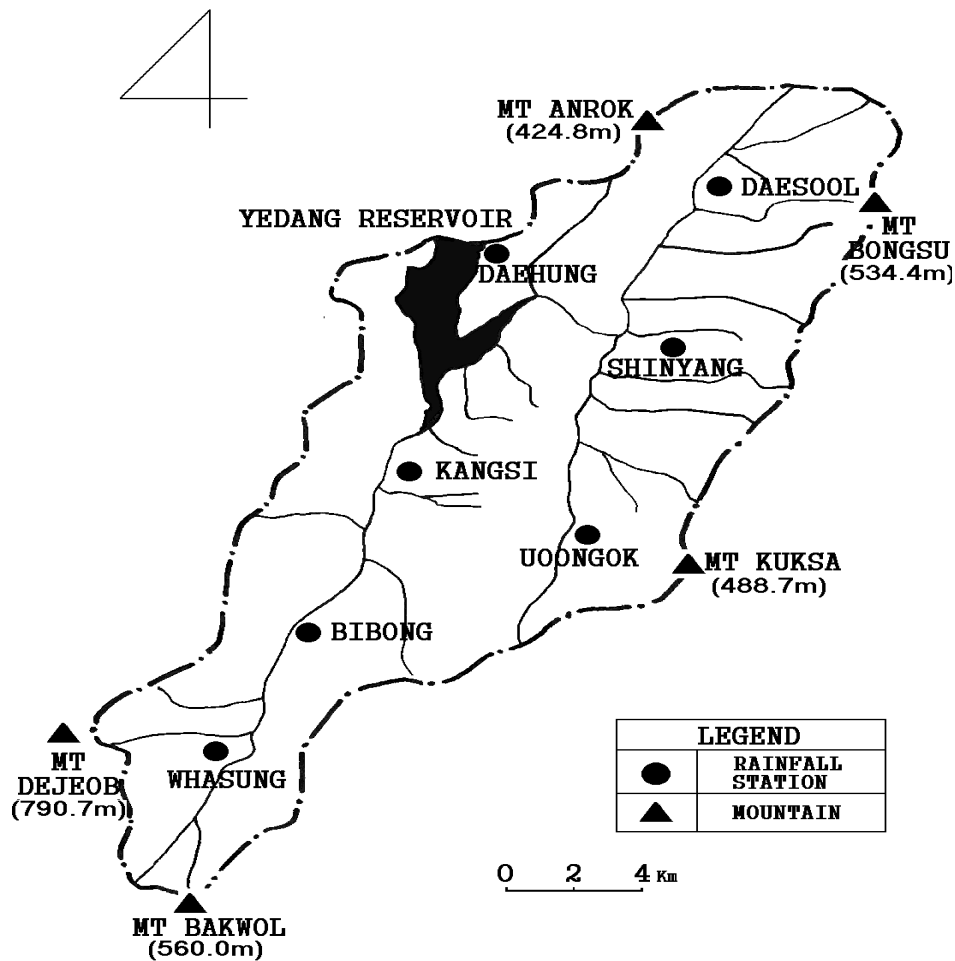 MT ANROK
(424.8m)
DAESOOL
YEDANG RESERVOIR
MT
BONGSU
(534.4m)
DAEHUNG
SHINYANG
KANGSI
UOONGOK
MT KUKSA
(488.7m)
BIBONG
MT
DEJEOB
(790.7m)
WHASUNG
LEGEND
RAINFALL
STATION
MOUNTAIN
0 2 4 Km
MT BAKWOL
(560.0m)